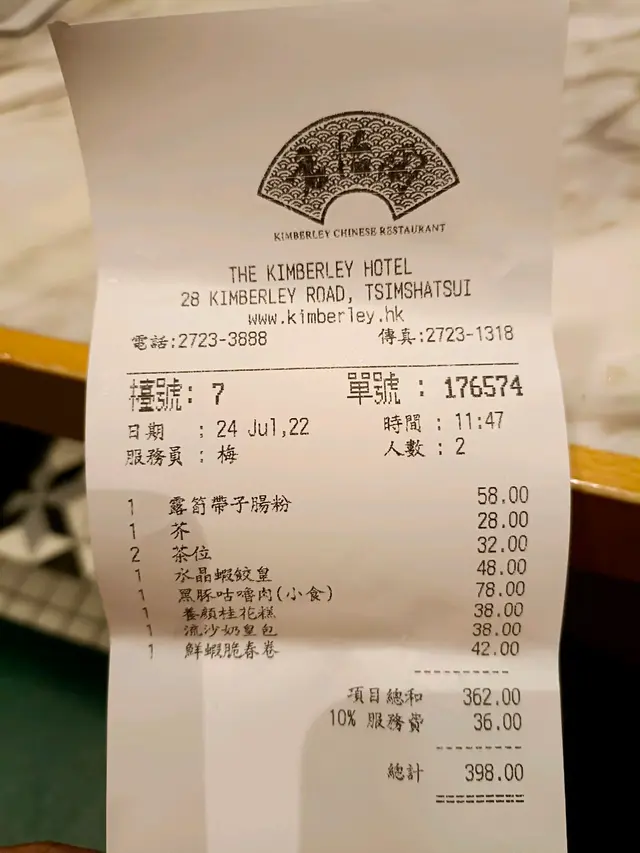 KIMBERLEY CHINESE RESTAURANT
THE KIMBERLEY HOTEL
28 KIMBERLEY ROAD, TSIMSHATSUI
www.kimberley.hk
電話:2723-3888 傳真:2723-1318
檯號: 7 單號 : 176574
日期 : 24 Jul,22 時間 : 11:47
服務員 : 梅 人數 : 2
1 露筍帶子腸粉 58.00
1 芥 28.00
2 茶位 32.00
1 水晶蝦餃皇 48.00
1 黑豚咕嚕肉(小食) 78.00
1 養顏桂花糕 38.00
1 流沙奶皇包 38.00
1 鮮蝦脆春卷 42.00
項目總和 362.00
10% 服務費 36.00
總計 398.00